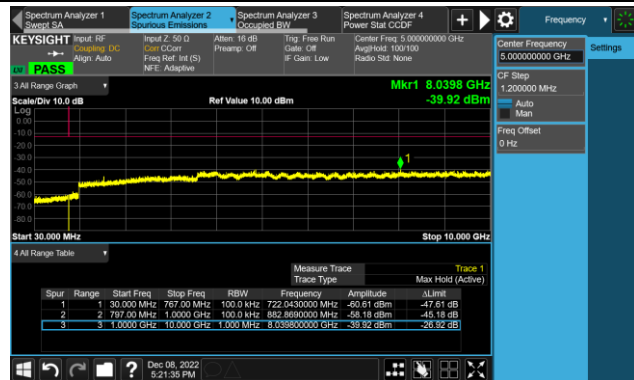 Spectrum Analyzer 1
Swept SA
Spectrum Analyzer 2
Spurious Emissions
Spectrum Analyzer 3
Occupied BW
Spectrum Analyzer 4
Power Stat CCDF
Frequency
KEYSIGHT
Input: RF
Coupling: DC
Align: Auto
Input Z: 50 Ω
Corr CCorr
Freq Ref: Int (S)
NFE: Adaptive
Atten: 16 dB
Preamp: Off
Trig: Free Run
Gate: Off
IF Gain: Low
Center Freq: 5.000000000 GHz
Avg|Hold: 100/100
Radio Std: None
PASS
Center Frequency
5.000000000 GHz
Settings
CF Step
1.200000 MHz
Auto
Man
Freq Offset
0 Hz
3 All Range Graph
Mkr1 8.0398 GHz
-39.92 dBm
Scale/Div 10.0 dB
Ref Value 10.00 dBm
Log
0.00
-10.0
-20.0
-30.0
-40.0
-50.0
-60.0
-70.0
-80.0
1
Start 30.000 MHz
Stop 10.000 GHz
4 All Range Table
Measure Trace Trace 1
Trace Type Max Hold (Active)
Spur Range Start Freq Stop Freq RBW Frequency Amplitude ΔLimit
1 1 30.000 MHz 767.00 MHz 100.0 kHz 722.0430000 MHz -60.61 dBm -47.61 dB
2 2 797.00 MHz 1.0000 GHz 100.0 kHz 882.8690000 MHz -58.18 dBm -45.18 dB
3 3 1.0000 GHz 10.000 GHz 1.000 MHz 8.039800000 GHz -39.92 dBm -26.92 dB
Dec 08, 2022
5:21:35 PM